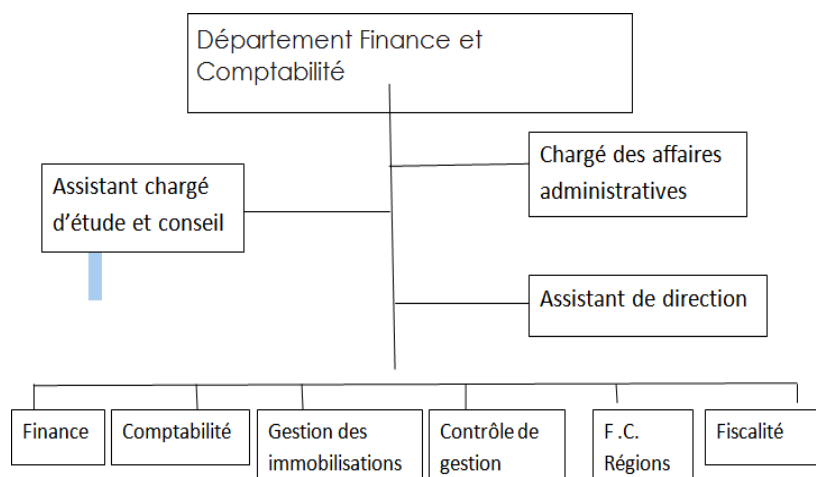 Département Finance et
Comptabilité
Chargé des affaires
administratives
Assistant chargé
d'étude et conseil
Assistant de direction
Finance
Comptabilité
Gestion des
immobilisations
Contrôle de
gestion
F .C.
Régions
Fiscalité